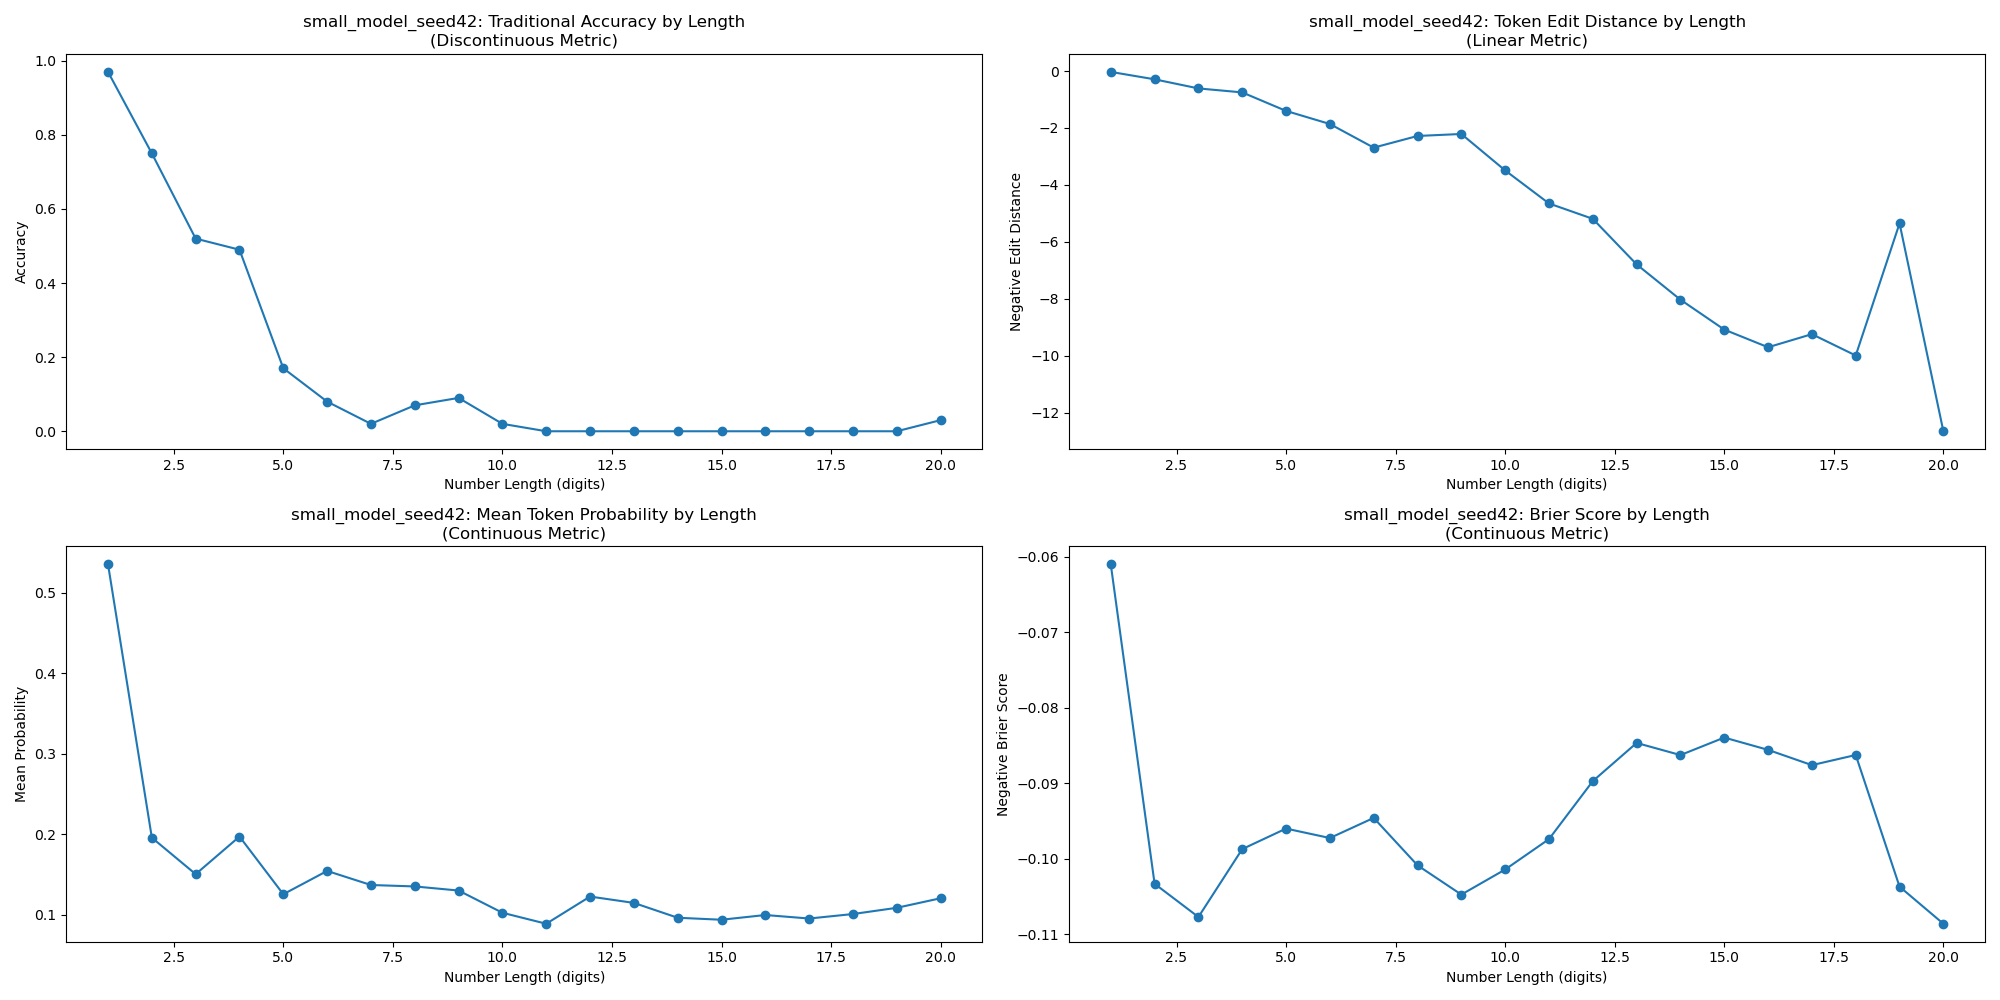 small_model_seed42: Traditional Accuracy by Length
(Discontinuous Metric)
1.0
0.8
0.6
0.4
0.2
0.0
Accuracy
2.5 5.0 7.5 10.0 12.5 15.0 17.5 20.0
Number Length (digits)
small_model_seed42: Token Edit Distance by Length
(Linear Metric)
0
−2
−4
−6
−8
−10
−12
Negative Edit Distance
2.5 5.0 7.5 10.0 12.5 15.0 17.5 20.0
Number Length (digits)
small_model_seed42: Mean Token Probability by Length
(Continuous Metric)
0.5
0.4
0.3
0.2
0.1
Mean Probability
2.5 5.0 7.5 10.0 12.5 15.0 17.5 20.0
Number Length (digits)
small_model_seed42: Brier Score by Length
(Continuous Metric)
−0.06
−0.07
−0.08
−0.09
−0.10
−0.11
Negative Brier Score
2.5 5.0 7.5 10.0 12.5 15.0 17.5 20.0
Number Length (digits)